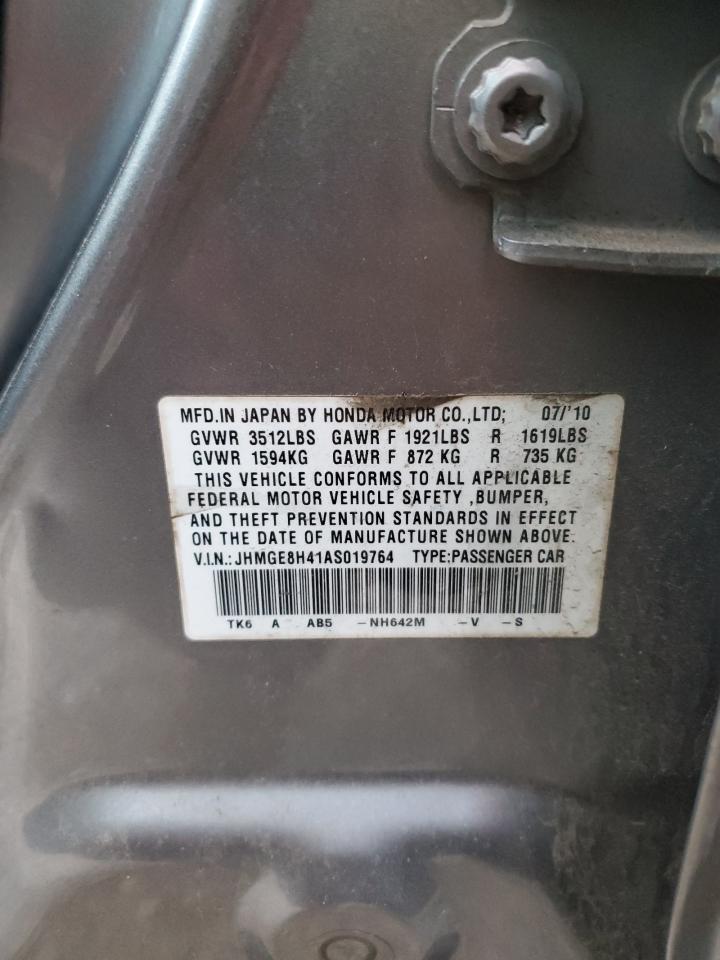 MFD.IN JAPAN BY HONDA MOTOR CO.,LTD; 07/'10
GVWR 3512LBS GAWR F 1921LBS R 1619LBS
GVWR 1594KG GAWR F 872 KG R 735 KG
THIS VEHICLE CONFORMS TO ALL APPLICABLE
FEDERAL MOTOR VEHICLE SAFETY ,BUMPER,
AND THEFT PREVENTION STANDARDS IN EFFECT
ON THE DATE OF MANUFACTURE SHOWN ABOVE.
V.I.N.: JHMGE8H41AS019764 TYPE:PASSENGER CAR
TK6 A AB5 -NH642M -V -S